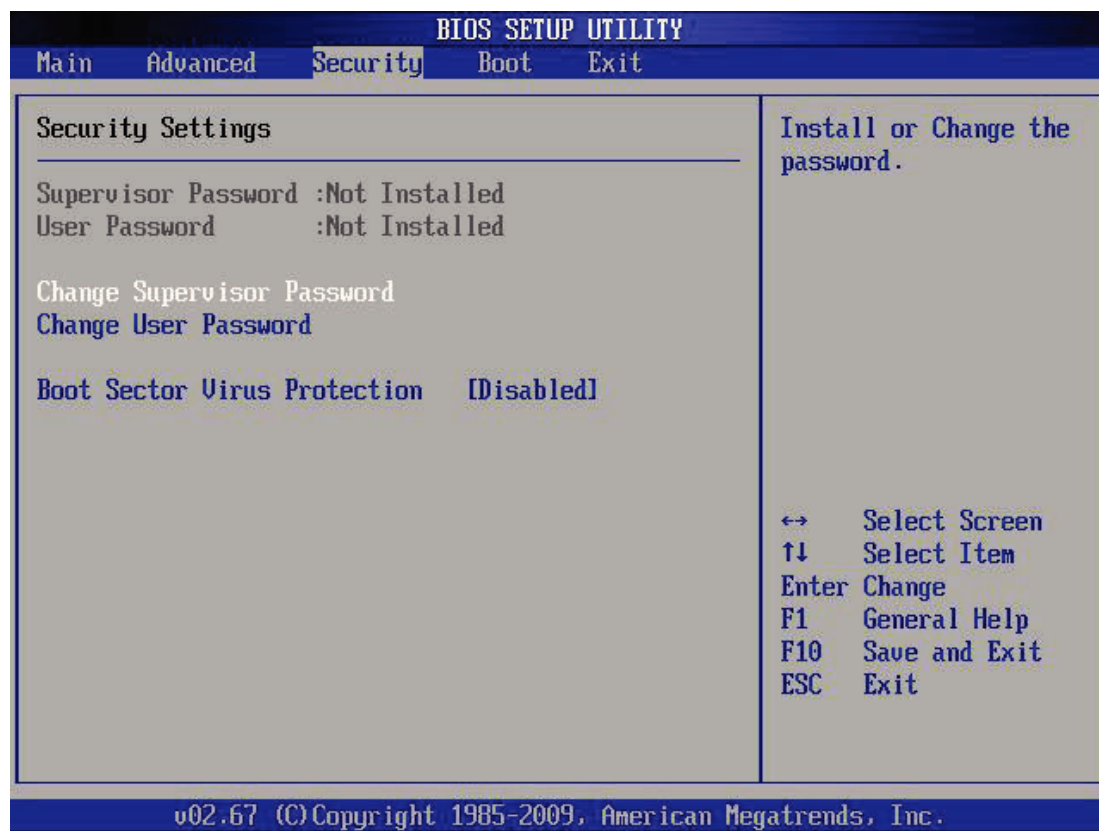 BIOS SETUP UTILITY
Main Advanced Security Boot Exit
Security Settings
Supervisor Password :Not Installed
User Password :Not Installed
Change Supervisor Password
Change User Password
Boot Sector Virus Protection [Disabled]
Install or Change the
password.
↔ Select Screen
↑↓ Select Item
Enter Change
F1 General Help
F10 Save and Exit
ESC Exit
v02.67 (C)Copyright 1985-2009, American Megatrends, Inc.